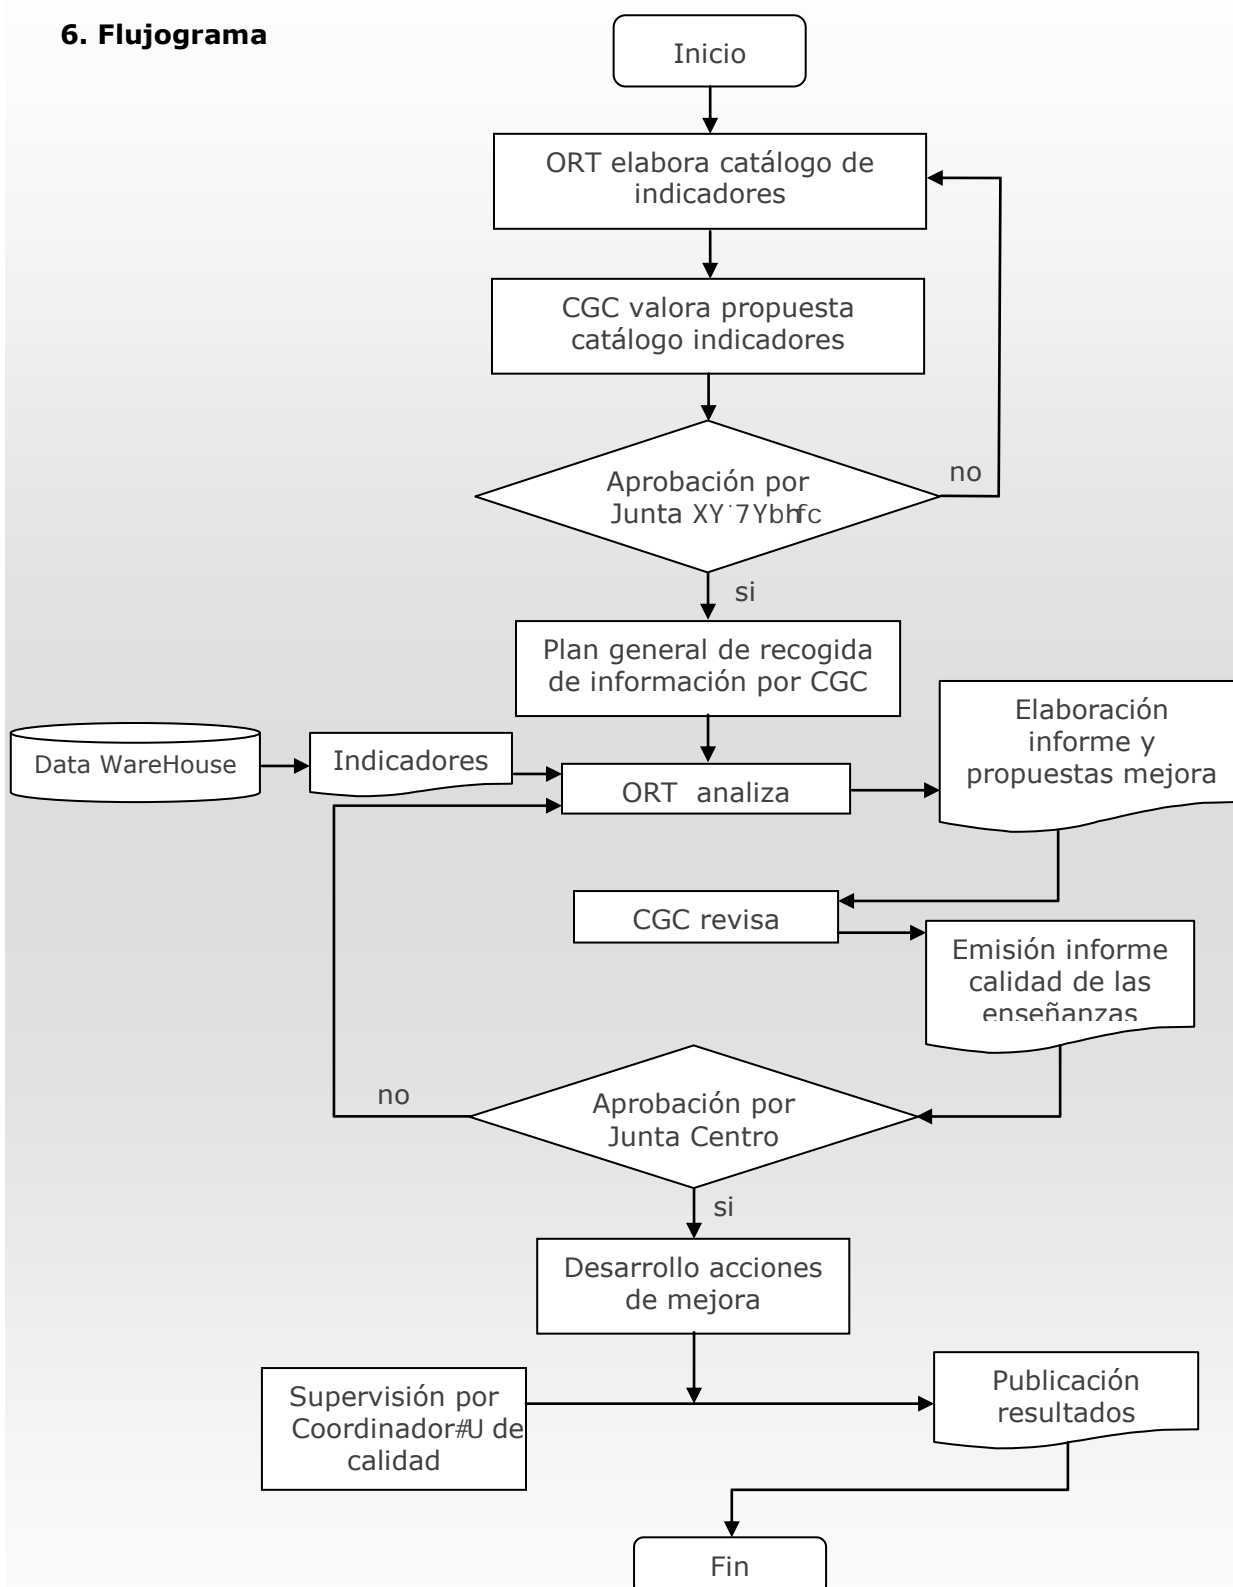 6. Flujograma
Inicio
ORT elabora catálogo de
indicadores
CGC valora propuesta
catálogo indicadores
no
Aprobación por
Junta XY˙7Ybhfc
si
Plan general de recogida
de información por CGC
Elaboración
informe y
propuestas mejora
Data WareHouse
Indicadores
ORT analiza
CGC revisa
Emisión informe
calidad de las
enseñanzas
no
Aprobación por
Junta Centro
si
Desarrollo acciones
de mejora
Supervisión por
Coordinador#U de
calidad
Publicación
resultados
Fin